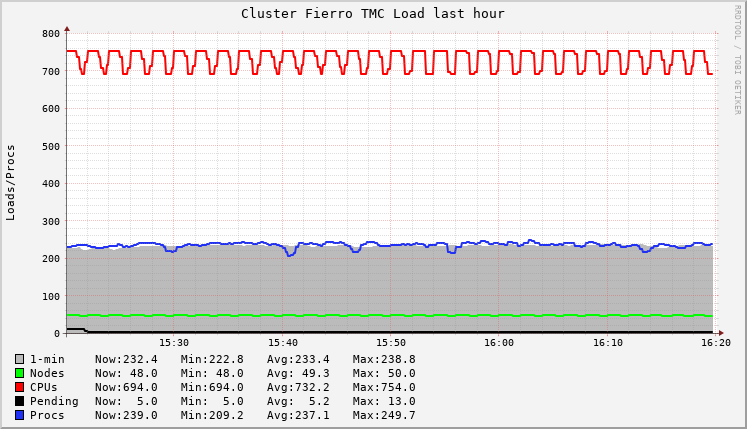 Cluster Fierro TMC Load last hour
RRDTOOL / TOBI OETIKER
Loads/Procs
800
700
600
500
400
300
200
100
0
15:30 15:40 15:50 16:00 16:10 16:20
1-min Now:232.4 Min:222.8 Avg:233.4 Max:238.8
Nodes Now: 48.0 Min: 48.0 Avg: 49.3 Max: 50.0
CPUs Now:694.0 Min:694.0 Avg:732.2 Max:754.0
Pending Now: 5.0 Min: 5.0 Avg: 5.2 Max: 13.0
Procs Now:239.0 Min:209.2 Avg:237.1 Max:249.7